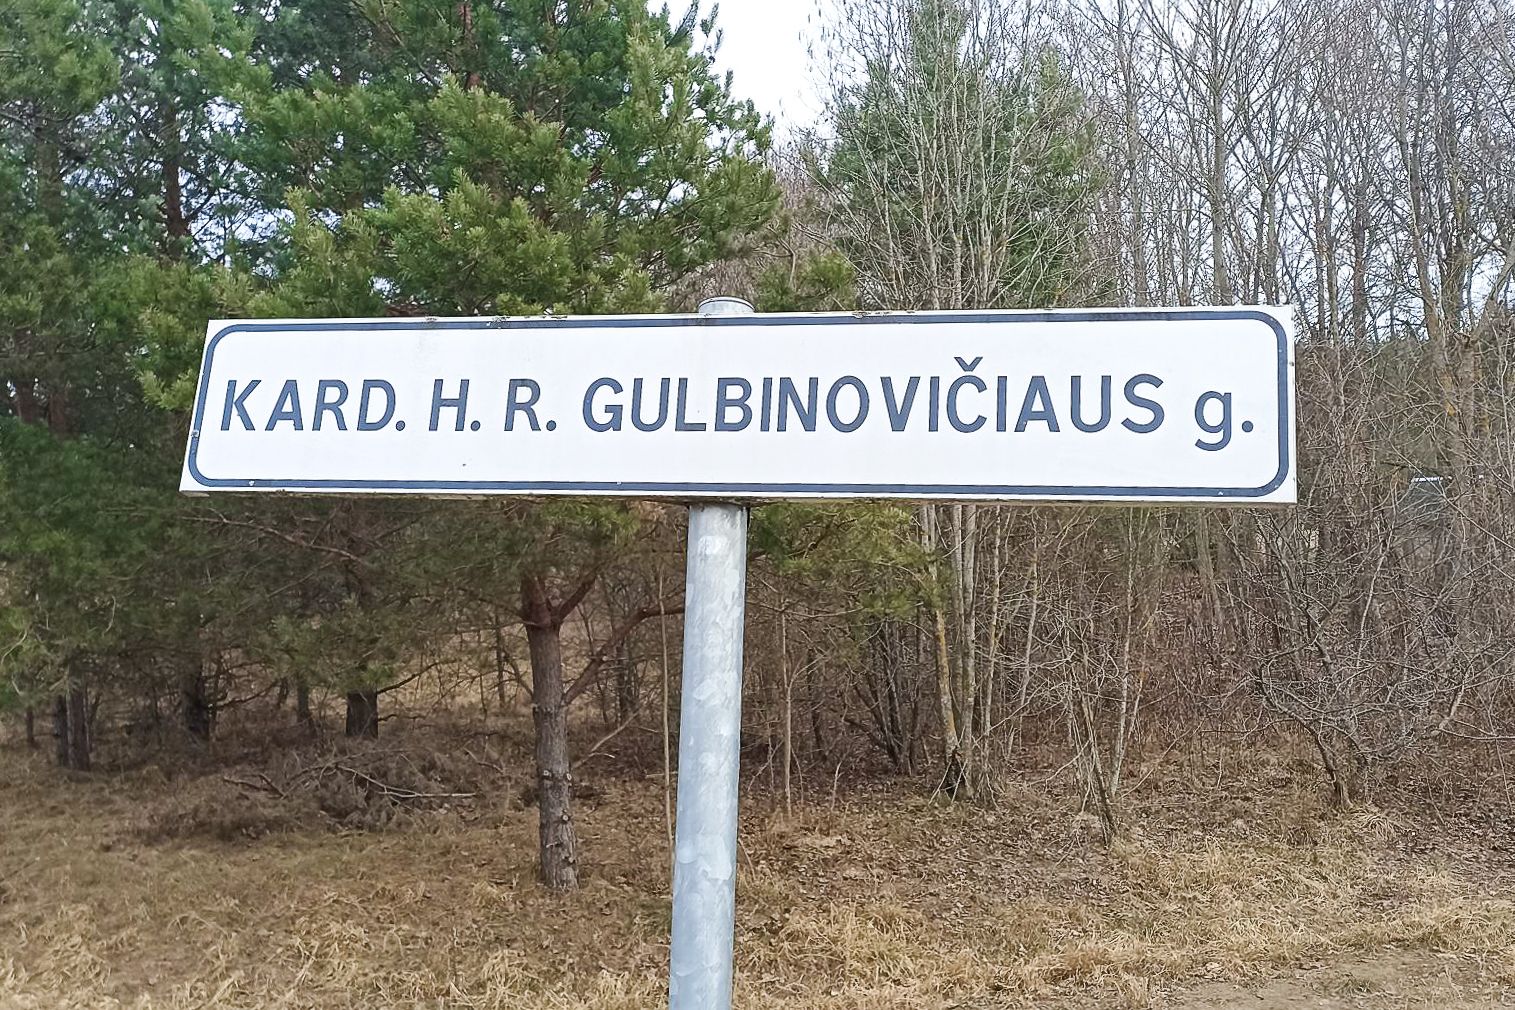 KARD. H. R. GULBINOVIČIAUS g.